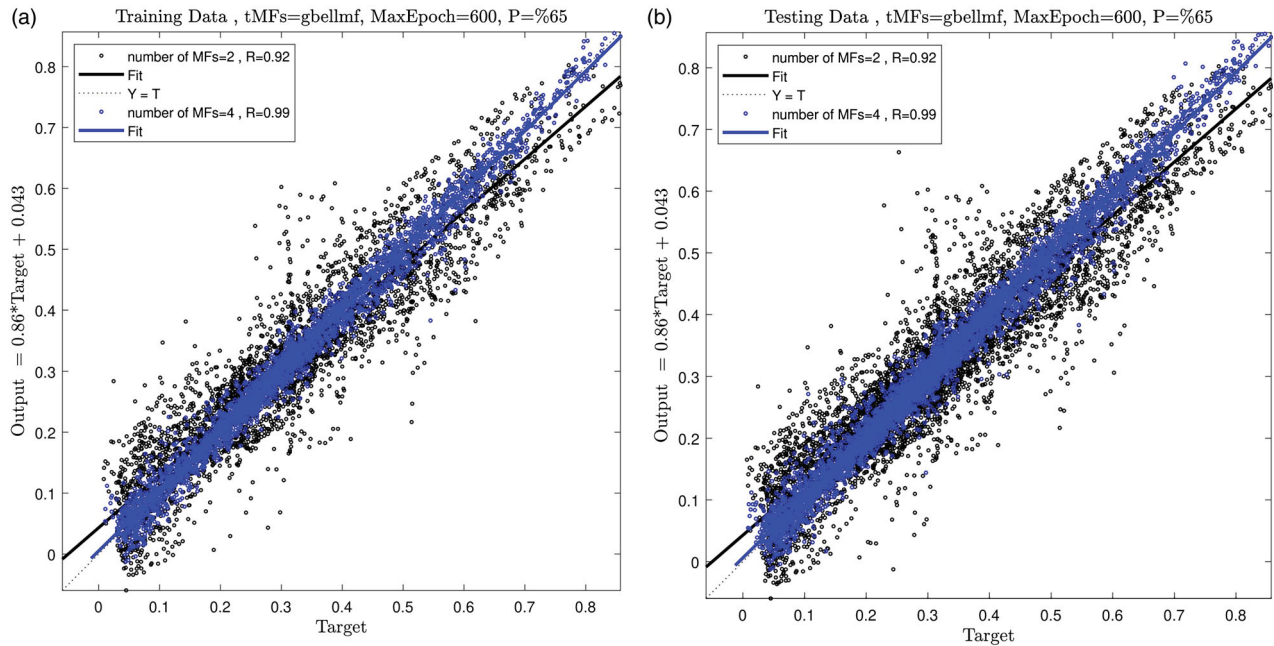 (a)
Training Data , tMFs=gbellmf, MaxEpoch=600, P=%65
number of MFs=2 , R=0.92
Fit
Y = T
number of MFs=4 , R=0.99
Fit
Output = 0.86*Target + 0.043
0.8
0.7
0.6
0.5
0.4
0.3
0.2
0.1
0
0 0.1 0.2 0.3 0.4 0.5 0.6 0.7 0.8
Target
(b)
Testing Data , tMFs=gbellmf, MaxEpoch=600, P=%65
number of MFs=2 , R=0.92
Fit
Y = T
number of MFs=4 , R=0.99
Fit
Output = 0.86*Target + 0.043
0.8
0.7
0.6
0.5
0.4
0.3
0.2
0.1
0
0 0.1 0.2 0.3 0.4 0.5 0.6 0.7 0.8
Target